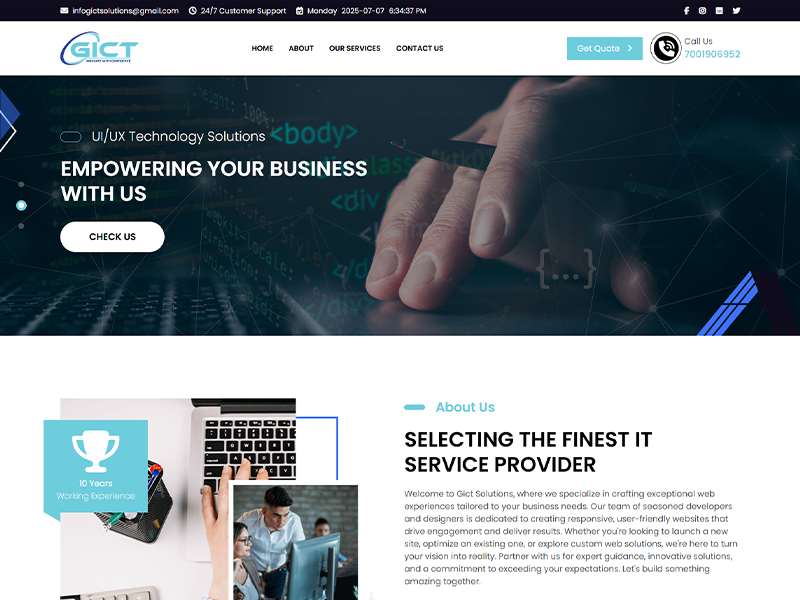 infogictsolutions@gmail.com 24/7 Customer Support Monday 2025-07-07 6:34:37 PM
GICT
HOME ABOUT OUR SERVICES CONTACT US
Get Quote
Call Us
7001906952
UI/UX Technology Solutions
EMPOWERING YOUR BUSINESS
WITH US
CHECK US
<body>
<div
{...}
10 Years
Working Experience
About Us
SELECTING THE FINEST IT
SERVICE PROVIDER
Welcome to Gict Solutions, where we specialize in crafting exceptional web
experiences tailored to your business needs. Our team of seasoned developers
and designers is dedicated to creating responsive, user-friendly websites that
drive engagement and deliver results. Whether you're looking to launch a new
site, optimize an existing one, or explore custom web solutions, we're here to turn
your vision into reality. Partner with us for expert guidance, innovative solutions,
and a commitment to exceeding your expectations. Let's build something
amazing together.